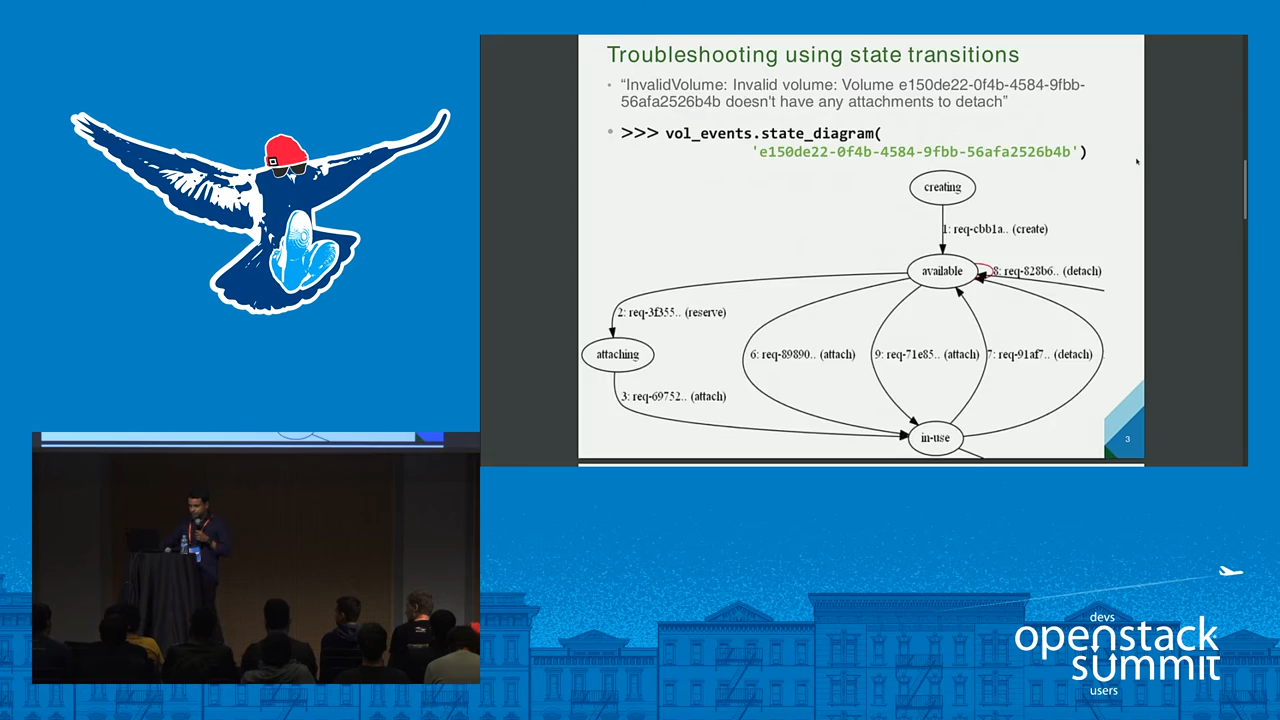 Troubleshooting using state transitions
• “InvalidVolume: Invalid volume: Volume e150de22-0f4b-4584-9fbb-
56afa2526b4b doesn't have any attachments to detach”
• >>> vol_events.state_diagram(
'e150de22-0f4b-4584-9fbb-56afa2526b4b')
creating
1: req-cbb1a.. (create)
available
8: req-828b6.. (detach)
2: req-3f355.. (reserve)
attaching
6: req-89890.. (attach)
9: req-71e85.. (attach)
7: req-91af7.. (detach)
3: req-69752.. (attach)
in-use
3
devs
openstack
summit
users